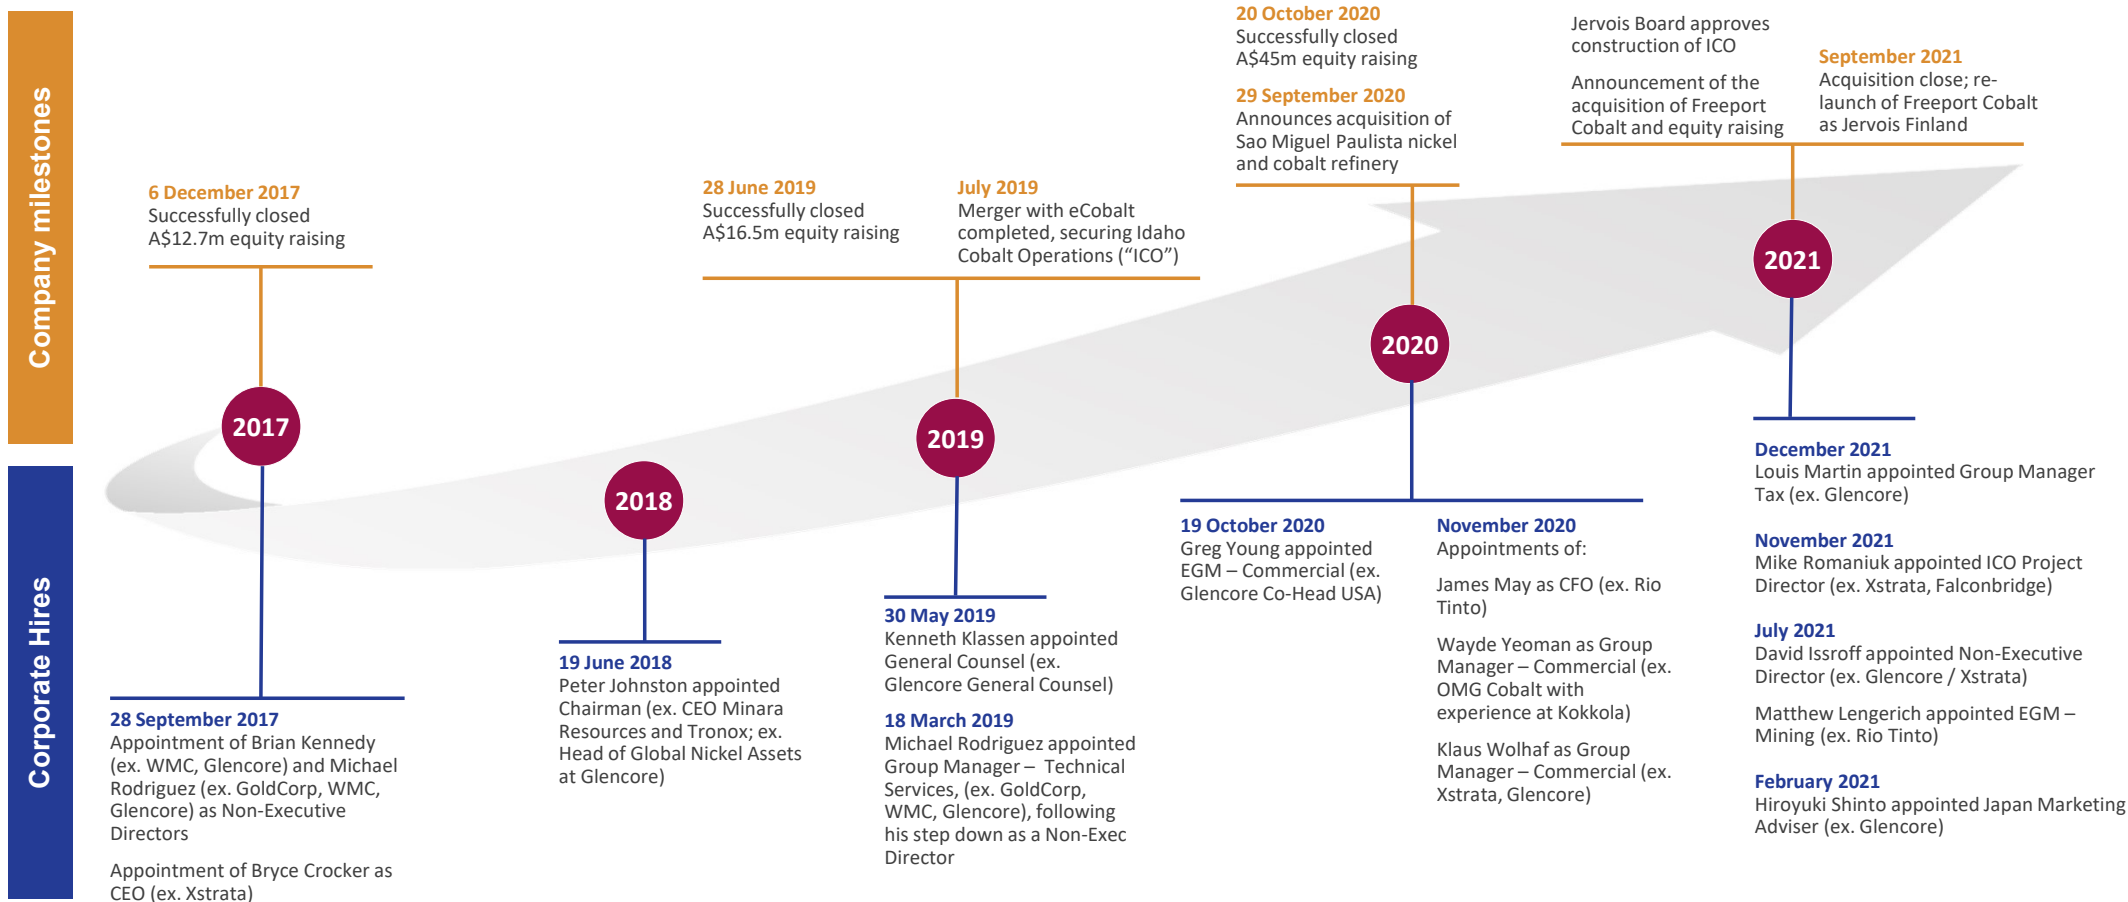 Company milestones
6 December 2017
Successfully closed
A$12.7m equity raising
28 June 2019
Successfully closed
A$16.5m equity raising
July 2019
Merger with eCobalt
completed, securing Idaho
Cobalt Operations (“ICO”)
20 October 2020
Successfully closed
A$45m equity raising
29 September 2020
Announces acquisition of
Sao Miguel Paulista nickel
and cobalt refinery
Jervois Board approves
construction of ICO
Announcement of the
acquisition of Freeport
Cobalt and equity raising
September 2021
Acquisition close; re-
launch of Freeport Cobalt
as Jervois Finland
2017
2018
2019
2020
2021
Corporate Hires
28 September 2017
Appointment of Brian Kennedy
(ex. WMC, Glencore) and Michael
Rodriguez (ex. GoldCorp, WMC,
Glencore) as Non-Executive
Directors
Appointment of Bryce Crocker as
CEO (ex. Xstrata)
19 June 2018
Peter Johnston appointed
Chairman (ex. CEO Minara
Resources and Tronox; ex.
Head of Global Nickel Assets
at Glencore)
30 May 2019
Kenneth Klassen appointed
General Counsel (ex.
Glencore General Counsel)
18 March 2019
Michael Rodriguez appointed
Group Manager – Technical
Services, (ex. GoldCorp,
WMC, Glencore), following
his step down as a Non-Exec
Director
19 October 2020
Greg Young appointed
EGM – Commercial (ex.
Glencore Co-Head USA)
November 2020
Appointments of:
James May as CFO (ex. Rio
Tinto)
Wayde Yeoman as Group
Manager – Commercial (ex.
OMG Cobalt with
experience at Kokkola)
Klaus Wolhaf as Group
Manager – Commercial (ex.
Xstrata, Glencore)
December 2021
Louis Martin appointed Group Manager
Tax (ex. Glencore)
November 2021
Mike Romaniuk appointed ICO Project
Director (ex. Xstrata, Falconbridge)
July 2021
David Issroff appointed Non-Executive
Director (ex. Glencore / Xstrata)
Matthew Lengerich appointed EGM –
Mining (ex. Rio Tinto)
February 2021
Hiroyuki Shinto appointed Japan Marketing
Adviser (ex. Glencore)